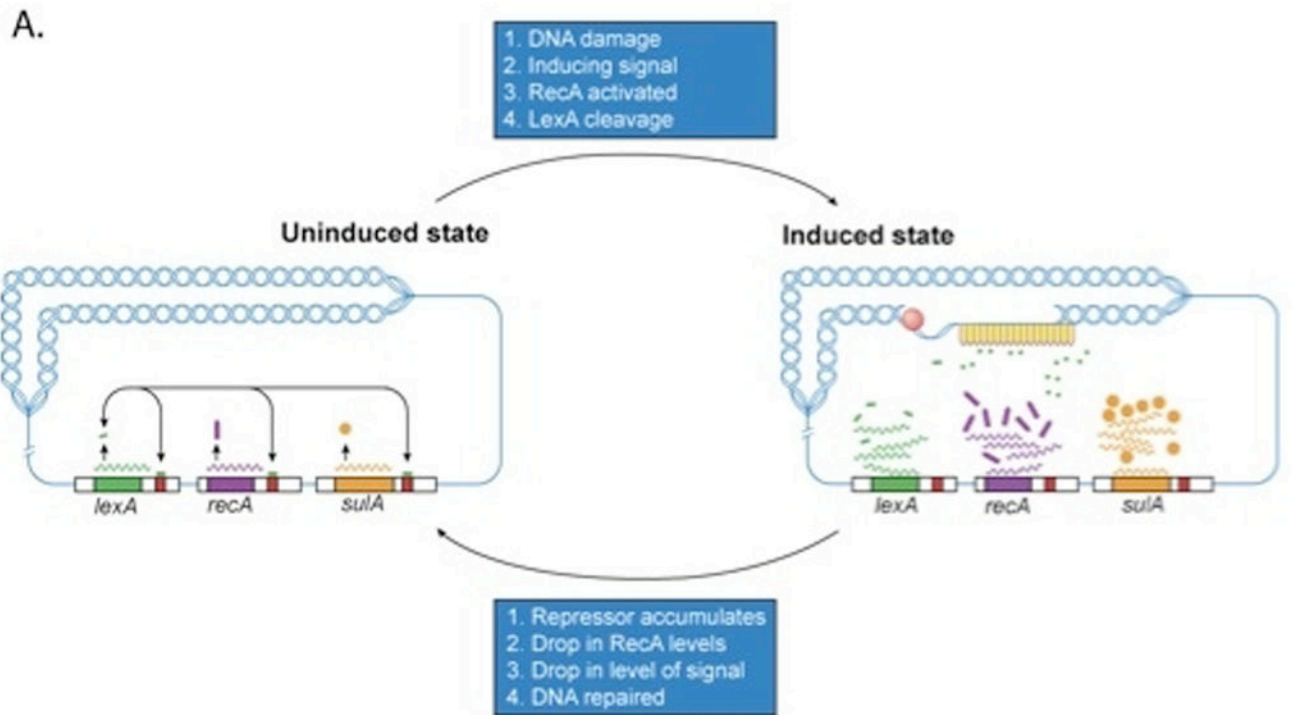 A.
1. DNA damage
2. Inducing signal
3. RecA activated
4. LexA cleavage
Uninduced state
Induced state
lexA
recA
sulA
lexA
recA
sulA
1. Repressor accumulates
2. Drop in RecA levels
3. Drop in level of signal
4. DNA repaired